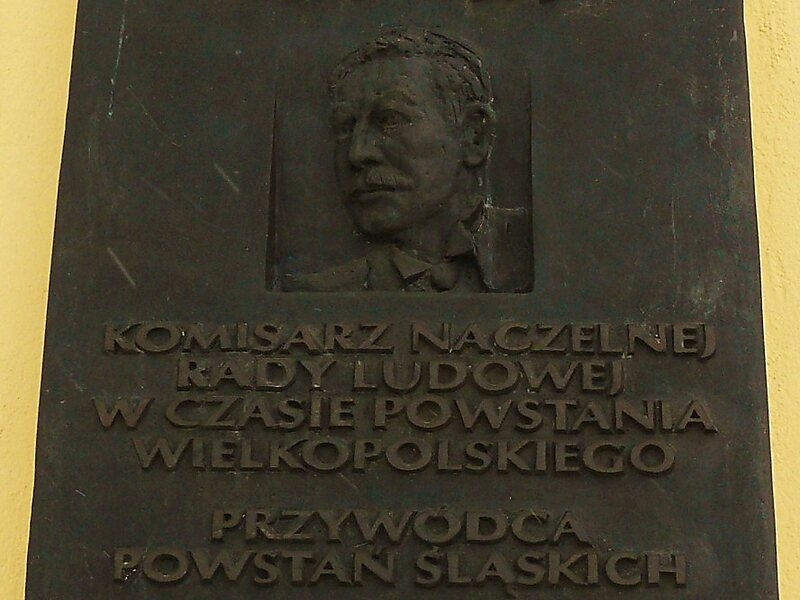 KOMISARZ NACZELNEJ
RADY LUDOWEJ
W CZASIE POWSTANIA
WIELKOPOLSKIEGO
PRZYWÓDCA
POWSTAŃ ŚLĄSKICH